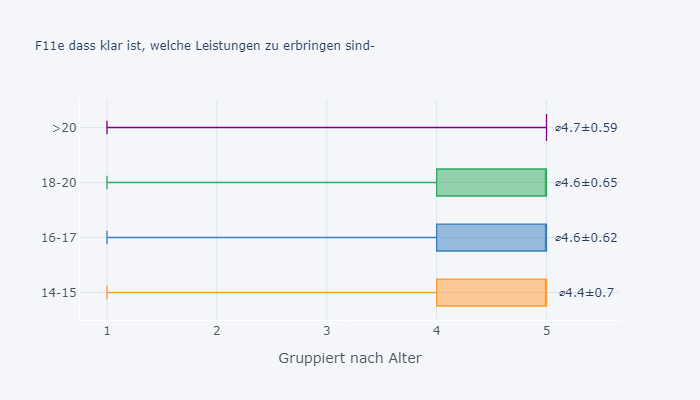 F11e dass klar ist, welche Leistungen zu erbringen sind-
>20 ⌀4.7±0.59
18-20 ⌀4.6±0.65
16-17 ⌀4.6±0.62
14-15 ⌀4.4±0.7
1 2 3 4 5
Gruppiert nach Alter